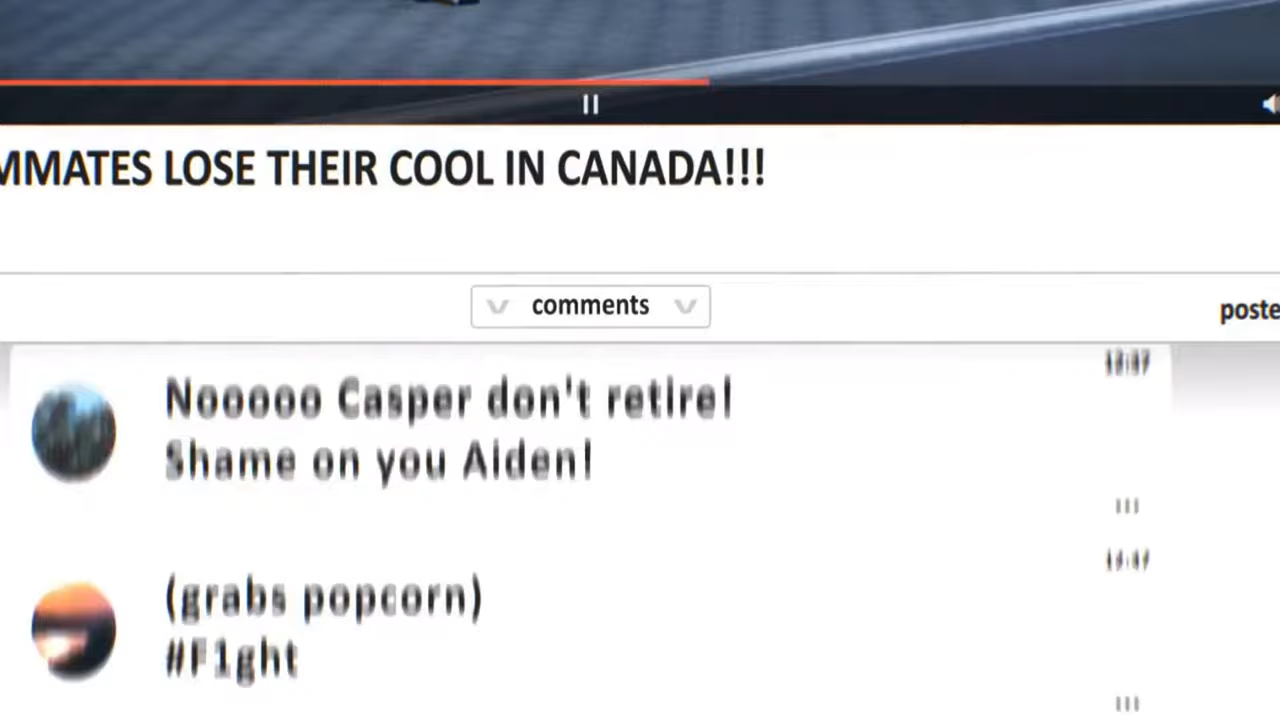 MMATES LOSE THEIR COOL IN CANADA!!!
comments
poste
Nooooo Casper don't retire!
Shame on you Aiden!
(grabs popcorn)
#F1ght